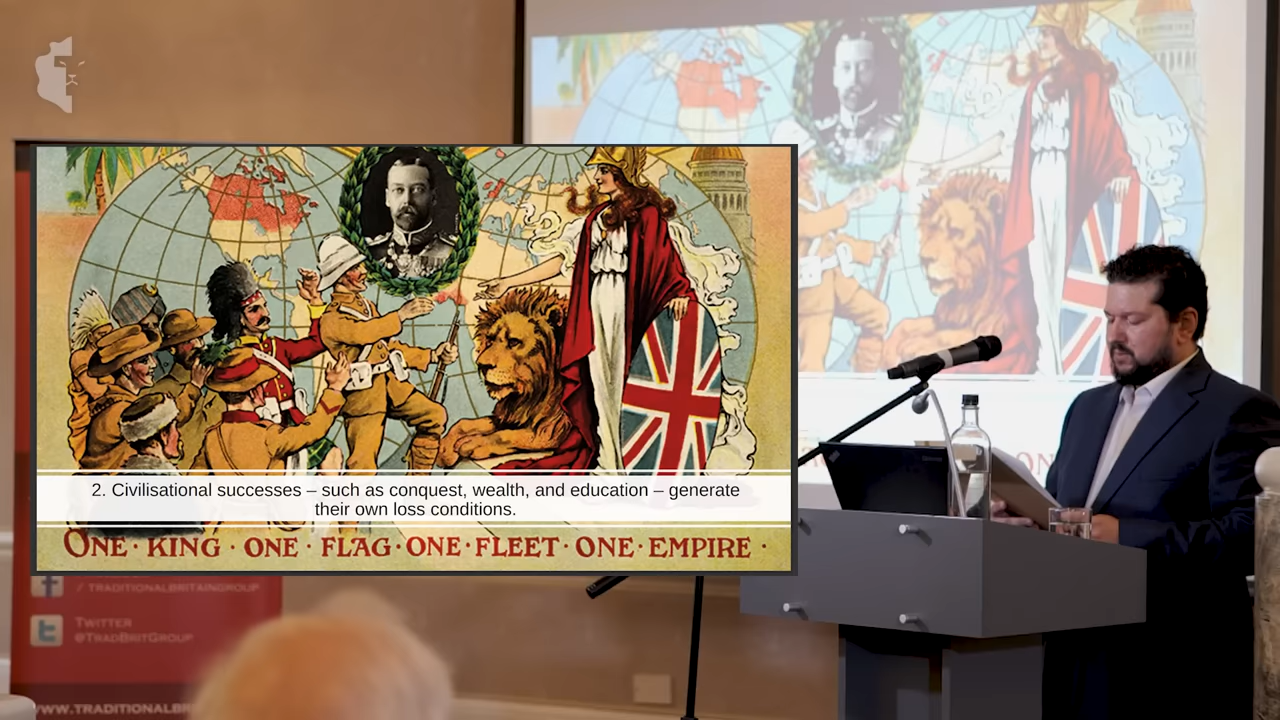 2. Civilisational successes – such as conquest, wealth, and education – generate
their own loss conditions.
ONE · KING · ONE · FLAG · ONE · FLEET · ONE · EMPIRE ·
/ TRADITIONALBRITAINGROUP
TWITTER
@TRADBRITGROUP
WWW.TRADITIONALBR